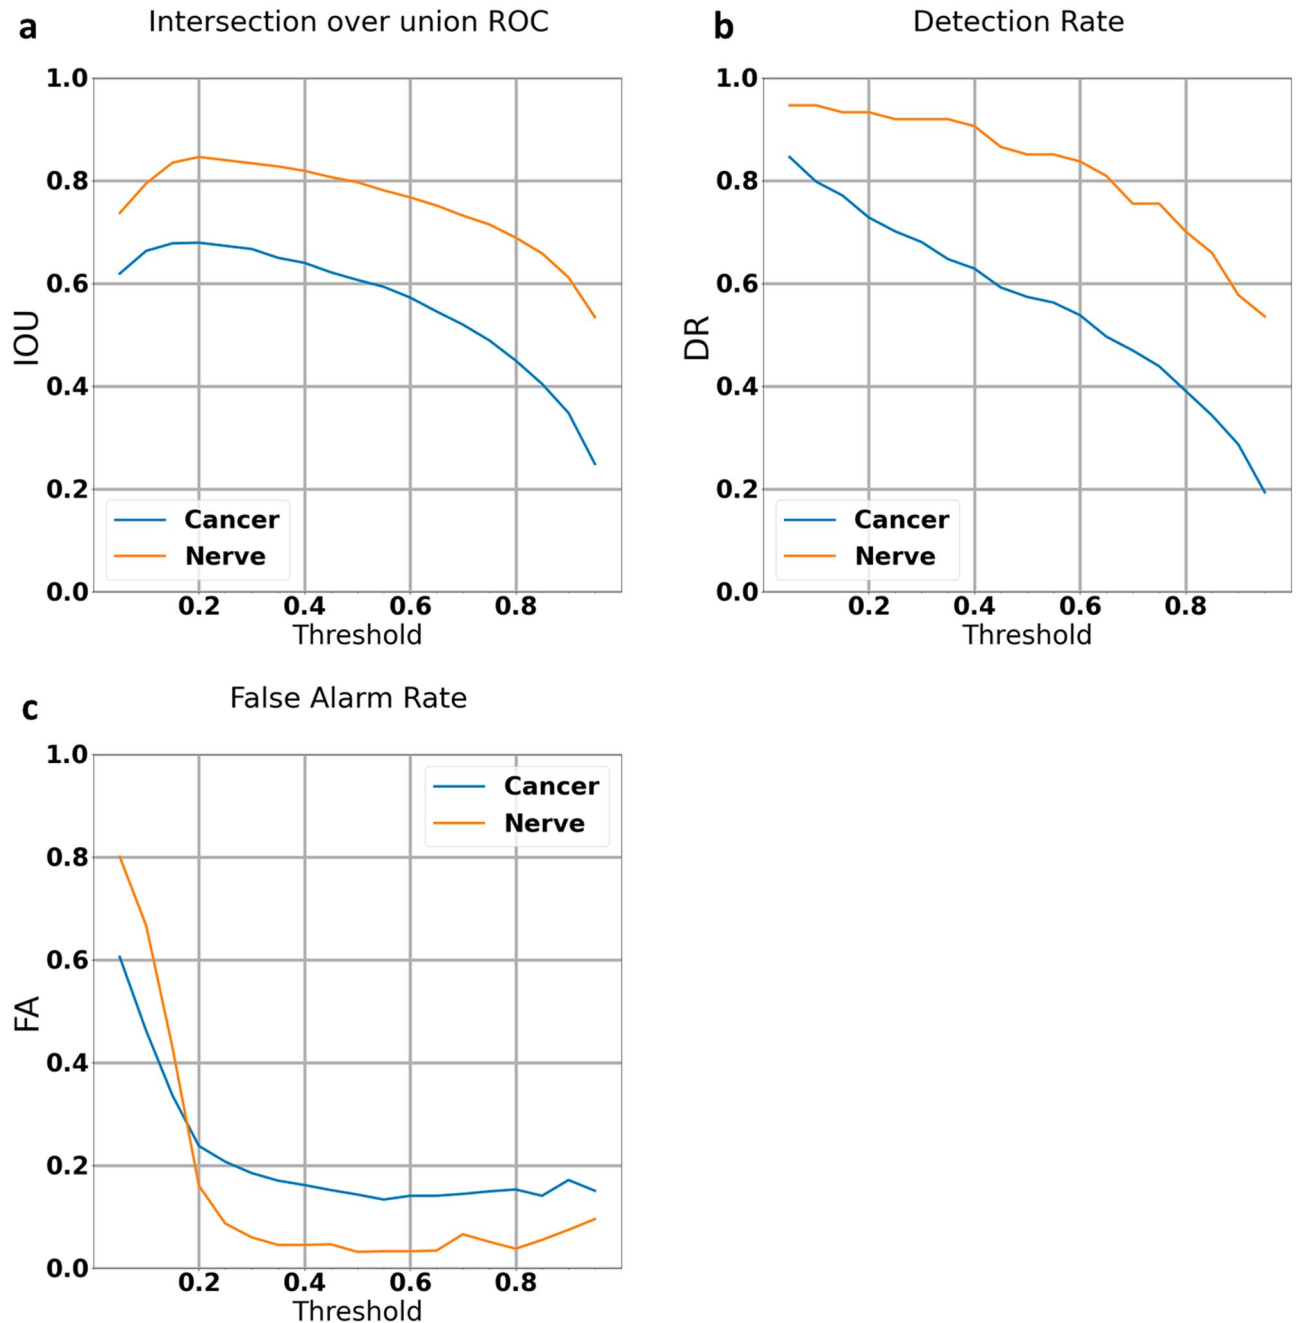 a
Intersection over union ROC
1.0
0.8
0.6
0.4
0.2
0.0
IOU
Cancer
Nerve
0.2 0.4 0.6 0.8
Threshold
b
Detection Rate
1.0
0.8
0.6
0.4
0.2
0.0
DR
Cancer
Nerve
0.2 0.4 0.6 0.8
Threshold
c
False Alarm Rate
1.0
0.8
0.6
0.4
0.2
0.0
FA
Cancer
Nerve
0.2 0.4 0.6 0.8
Threshold